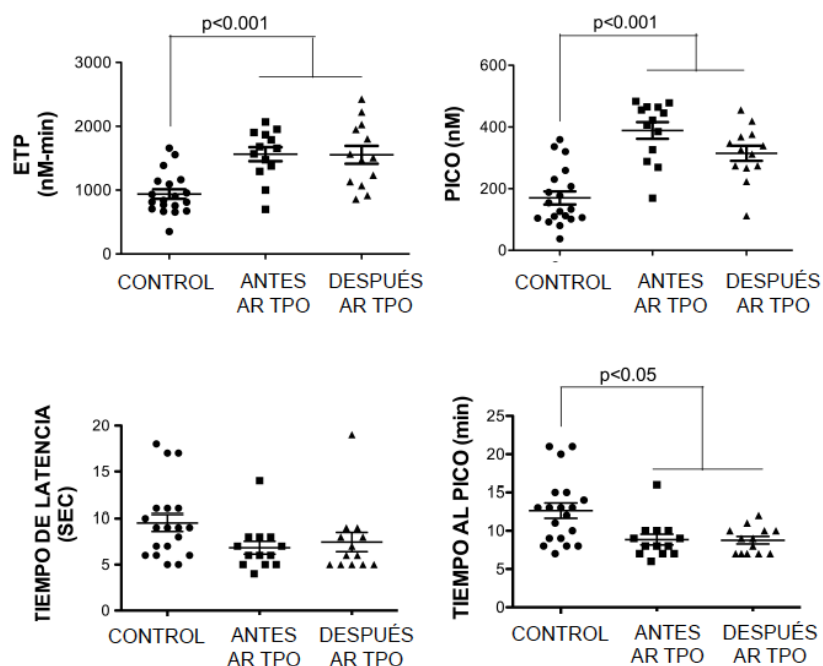 p<0.001
ETP
(nM-min)
3000
2000
1000
0
CONTROL
ANTES
AR TPO
DESPUÉS
AR TPO
p<0.001
PICO (nM)
600
400
200
0
CONTROL
ANTES
AR TPO
DESPUÉS
AR TPO
TIEMPO DE LATENCIA
(SEC)
20
15
10
5
0
CONTROL
ANTES
AR TPO
DESPUÉS
AR TPO
p<0.05
TIEMPO AL PICO (min)
25
20
15
10
5
0
CONTROL
ANTES
AR TPO
DESPUÉS
AR TPO